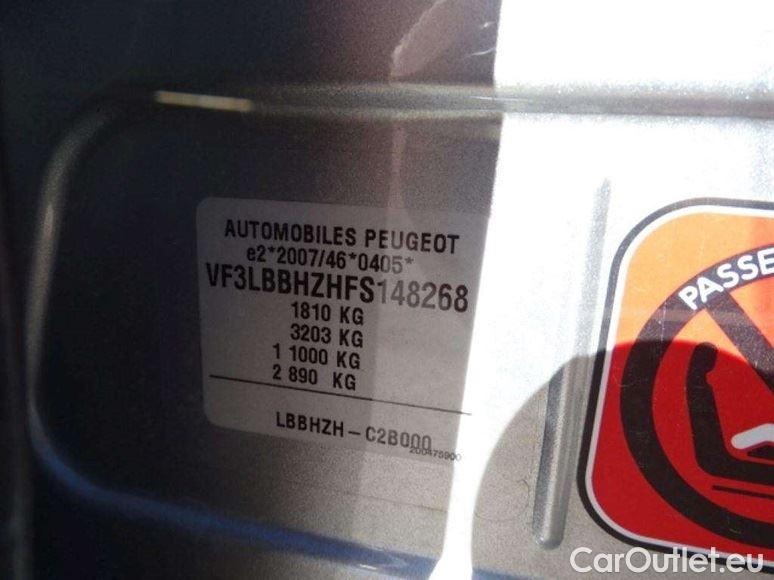 AUTOMOBILES PEUGEOT
e2*2007/46*0405*
VF3LBBHZHFS148268
1810 KG
3203 KG
1 1000 KG
2 890 KG
LBBHZH - C2B000
200475900
PASSE
CarOutlet.eu